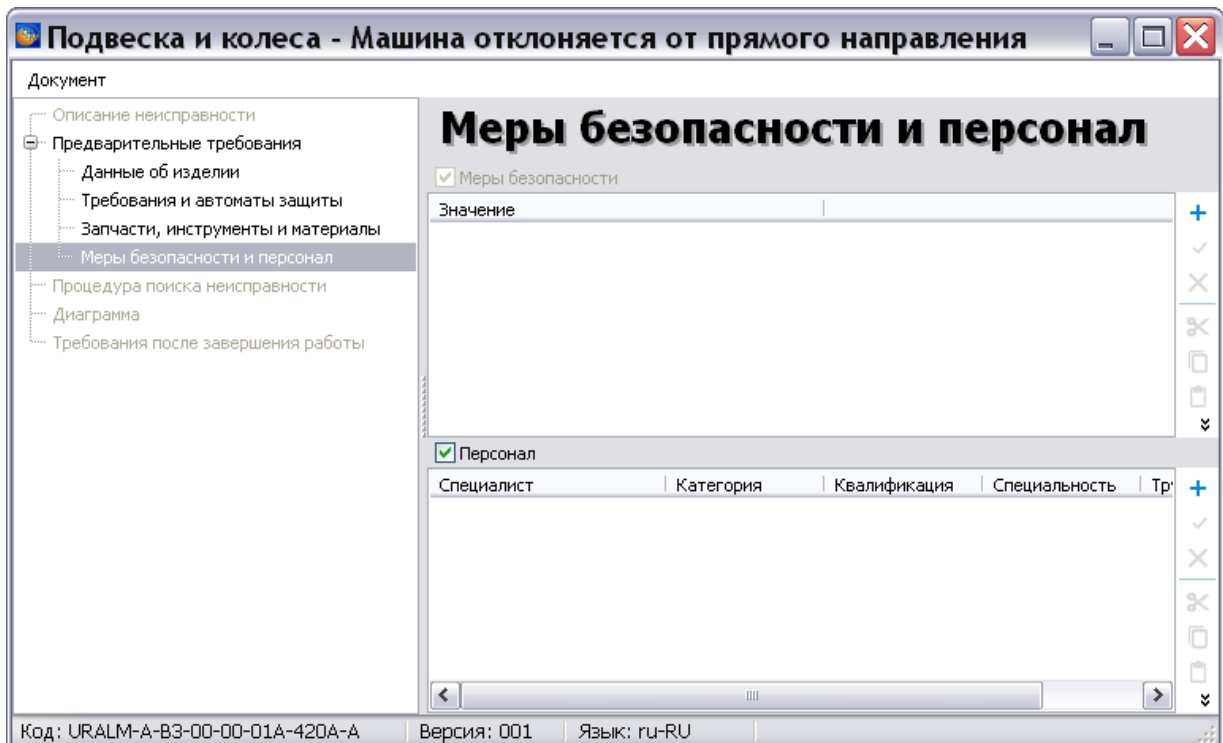 Подвеска и колеса - Машина отклоняется от прямого направления
Документ
Описание неисправности
Предварительные требования
Данные об изделии
Требования и автоматы защиты
Запчасти, инструменты и материалы
Меры безопасности и персонал
Процедура поиска неисправности
Диаграмма
Требования после завершения работы
Меры безопасности и персонал
Меры безопасности
Значение
Персонал
Специалист Категория Квалификация Специальность
Код: URALM-A-B3-00-00-01A-420A-A Версия: 001 Язык: ru-RU